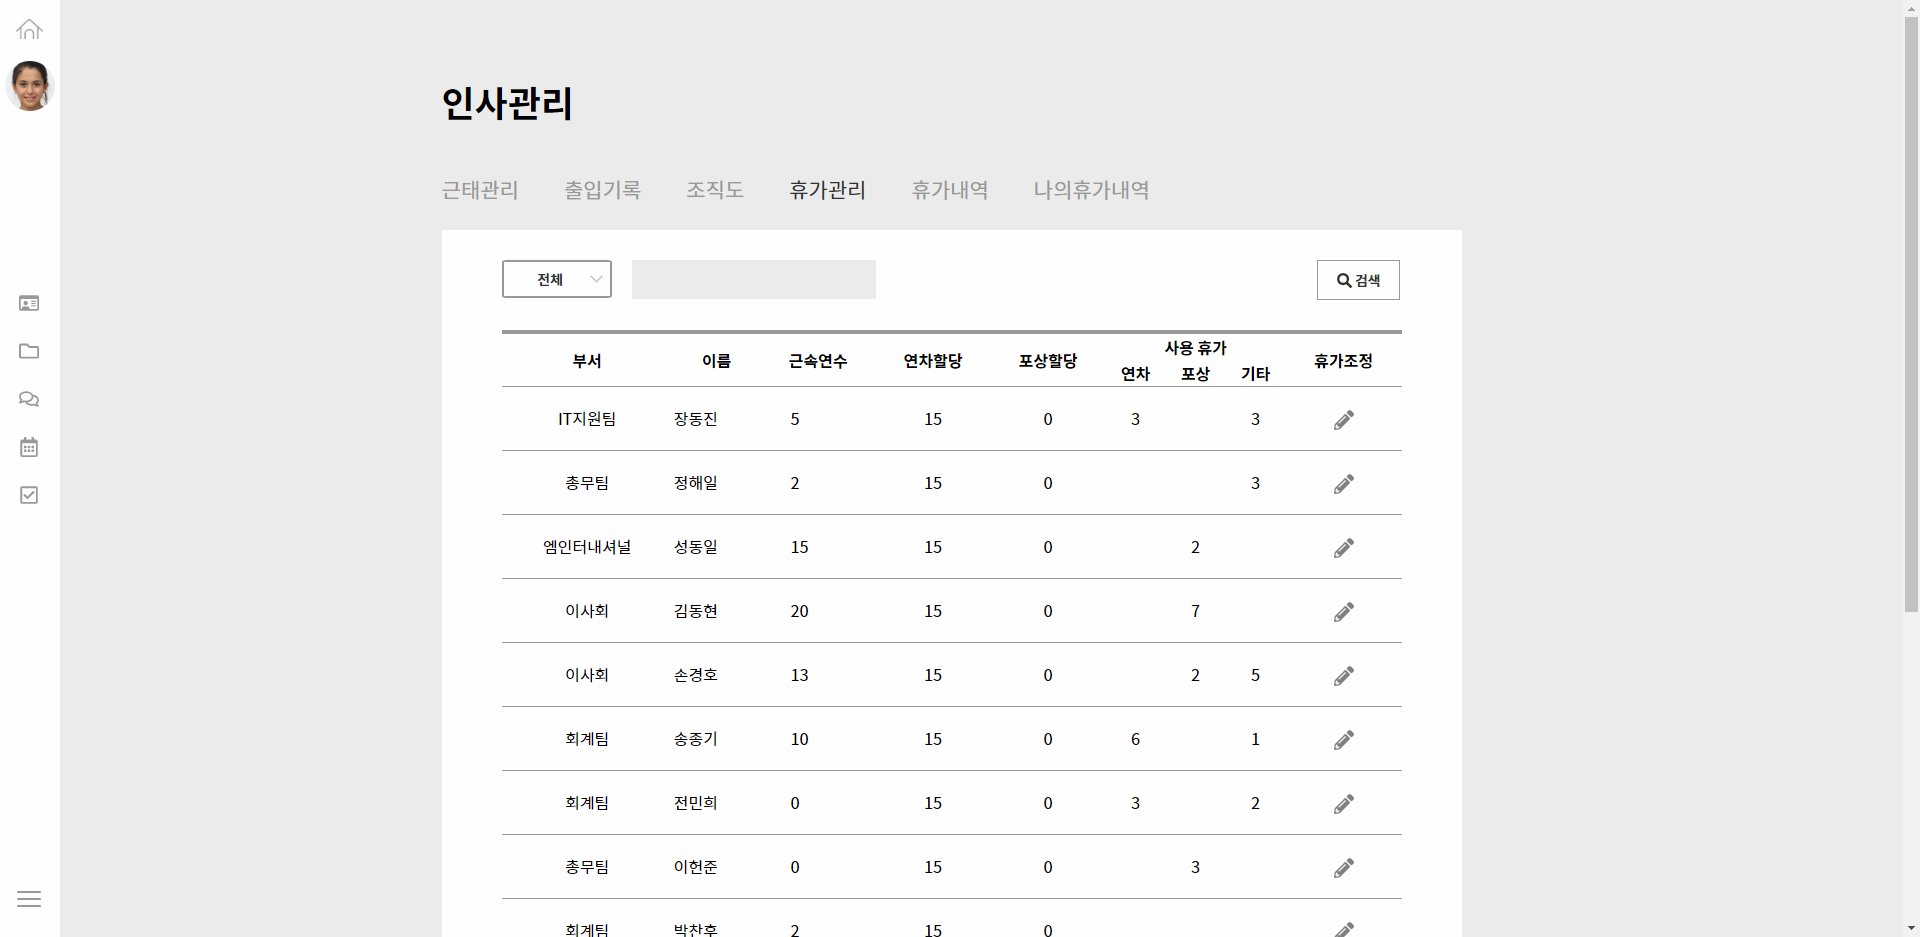 인사관리
근태관리 출입기록 조직도 휴가관리 휴가내역 나의휴가내역
전체 검색
부서 이름 근속연수 연차할당 포상할당 사용 휴가 휴가조정
연차 포상 기타
IT지원팀 장동진 5 15 0 3 3
총무팀 정해일 2 15 0 3
엠인터내셔널 성동일 15 15 0 2
이사회 김동현 20 15 0 7
이사회 손경호 13 15 0 2 5
회계팀 송종기 10 15 0 6 1
회계팀 전민희 0 15 0 3 2
총무팀 이헌준 0 15 0 3
회계팀 박찬후 2 15 0